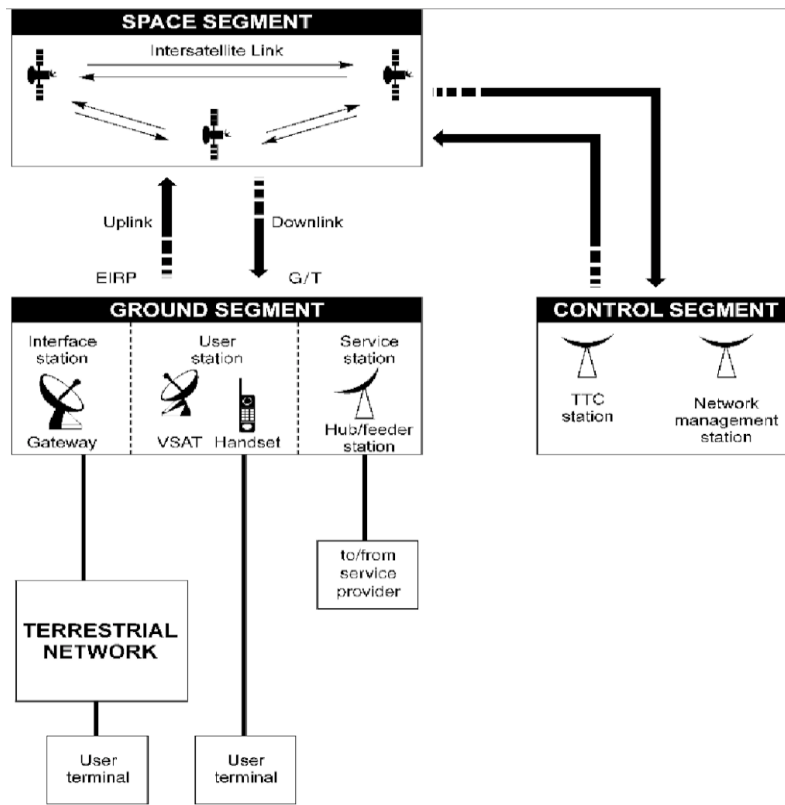 SPACE SEGMENT
Intersatellite Link
Uplink
Downlink
EIRP
G/T
GROUND SEGMENT
Interface
station
Gateway
User
station
VSAT
Handset
Service
station
Hub/feeder
station
CONTROL SEGMENT
TTC
station
Network
management
station
to/from
service
provider
TERRESTRIAL
NETWORK
User
terminal
User
terminal